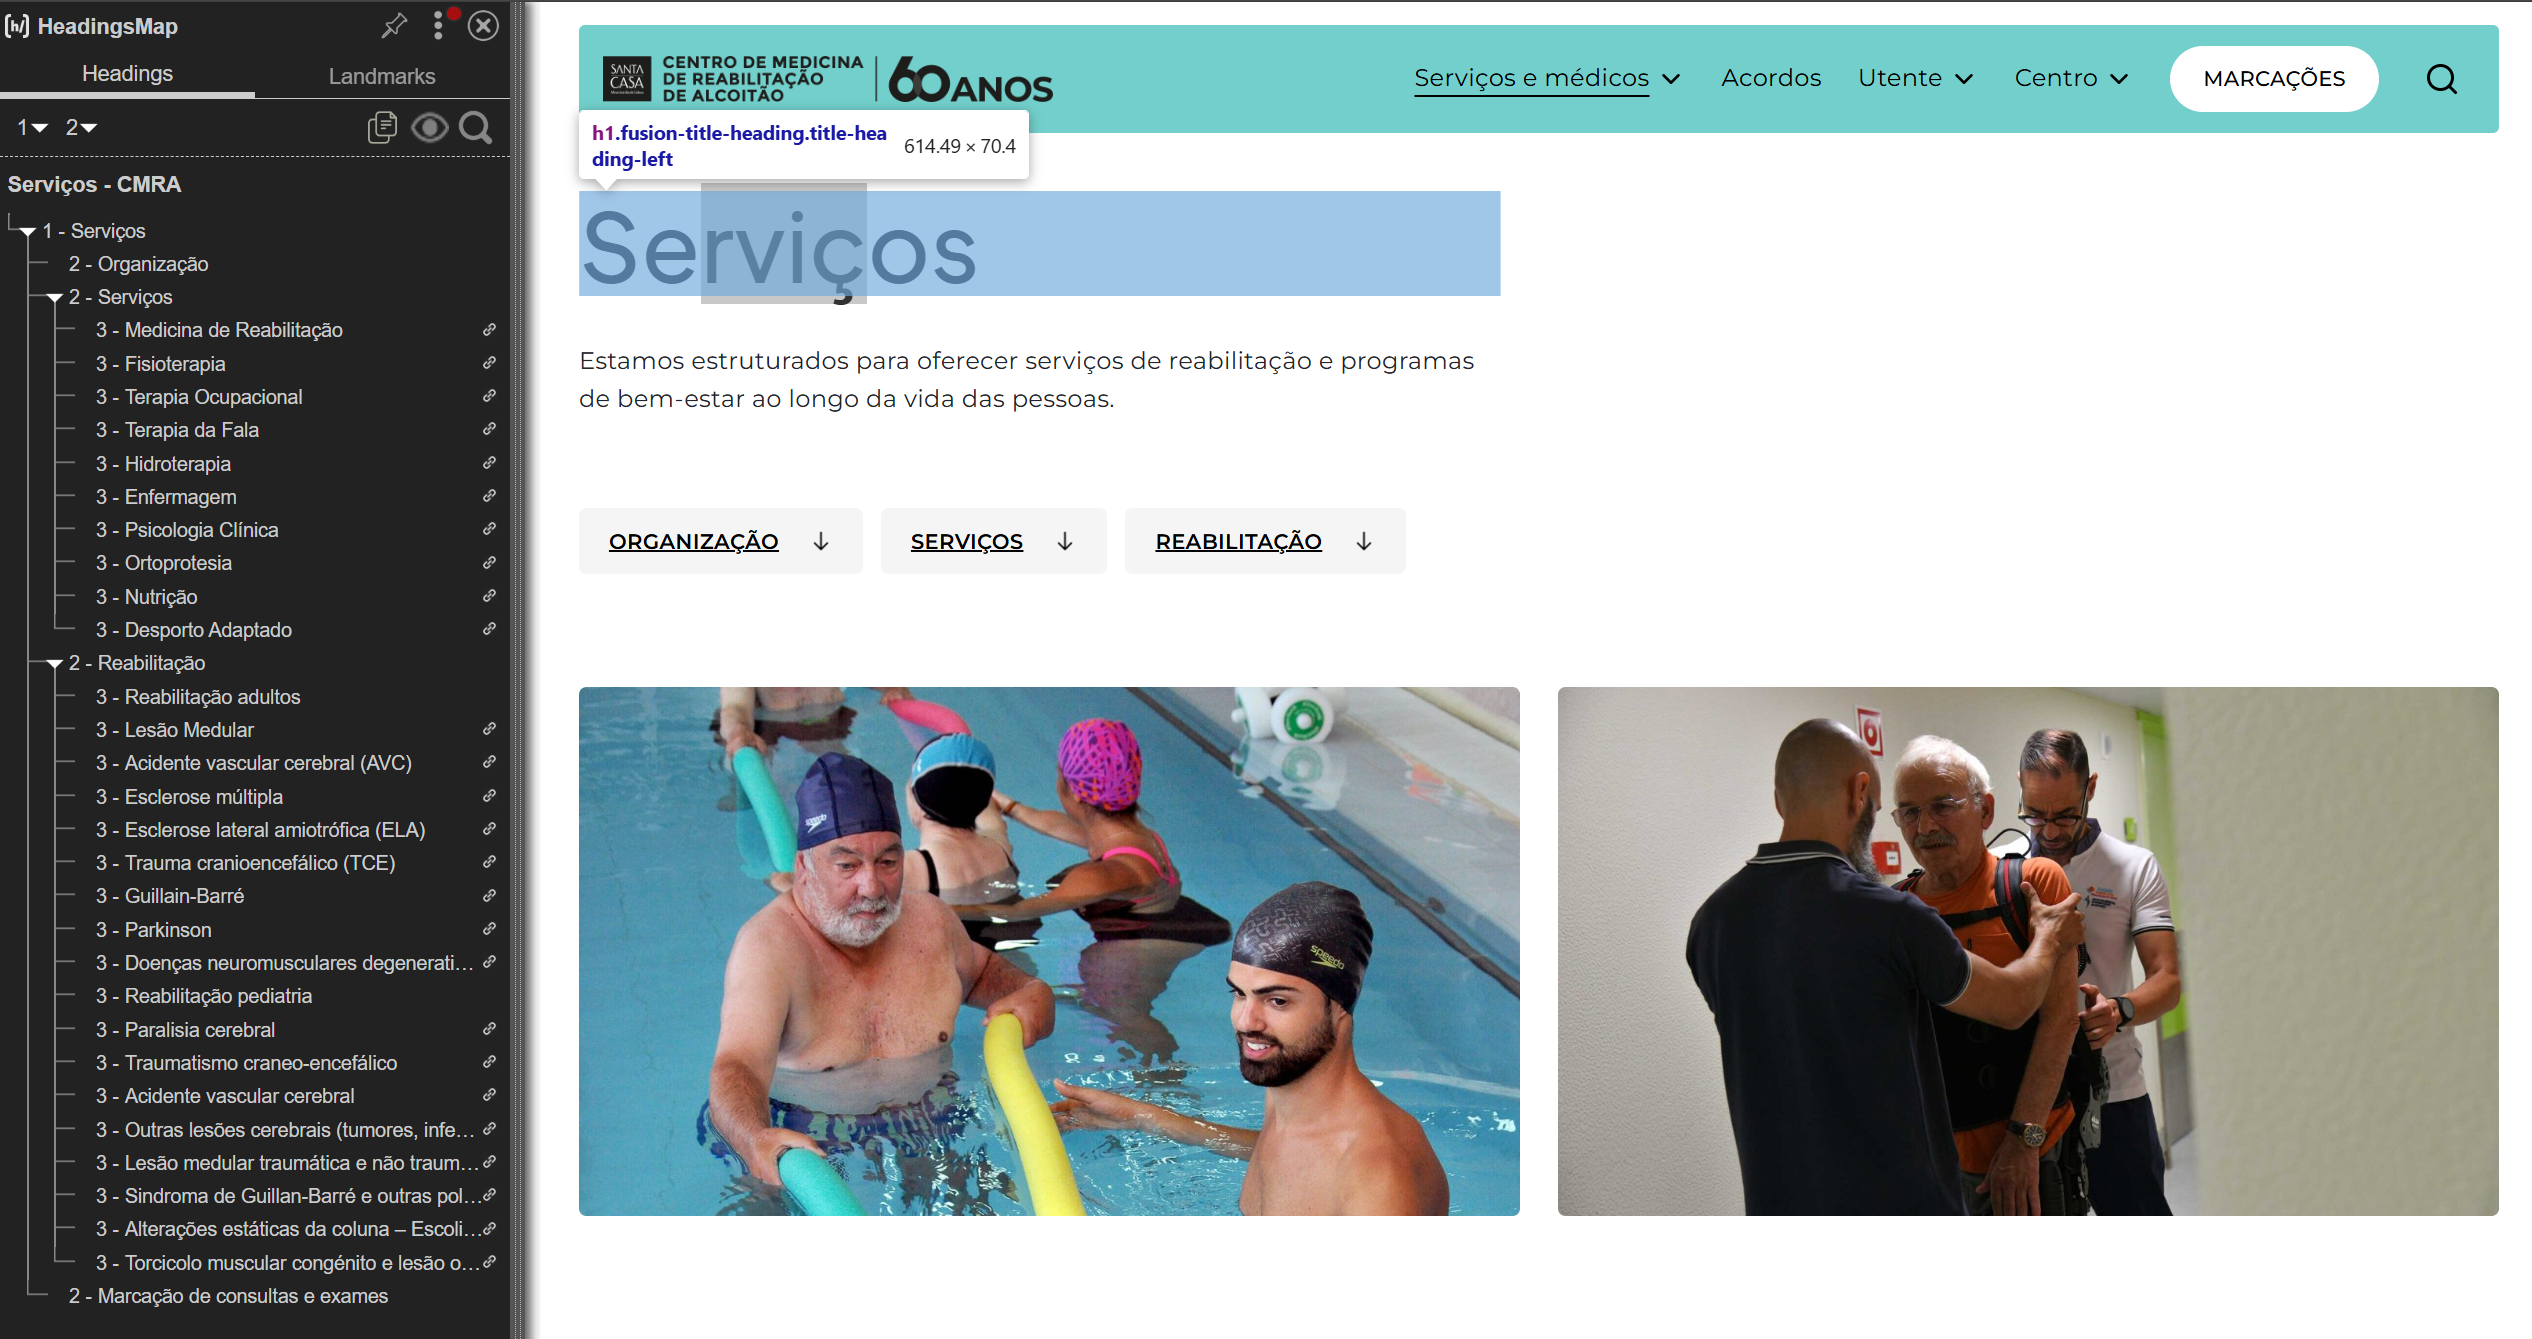 HeadingsMap
Headings
Landmarks
1
2
Serviços - CMRA
1 - Serviços
2 - Organização
2 - Serviços
3 - Medicina de Reabilitação
3 - Fisioterapia
3 - Terapia Ocupacional
3 - Terapia da Fala
3 - Hidroterapia
3 - Enfermagem
3 - Psicologia Clínica
3 - Ortoprotesia
3 - Nutrição
3 - Desporto Adaptado
2 - Reabilitação
3 - Reabilitação adultos
3 - Lesão Medular
3 - Acidente vascular cerebral (AVC)
3 - Esclerose múltipla
3 - Esclerose lateral amiotrófica (ELA)
3 - Trauma cranioencefálico (TCE)
3 - Guillain-Barré
3 - Parkinson
3 - Doenças neuromusculares degenerati...
3 - Reabilitação pediatria
3 - Paralisia cerebral
3 - Traumatismo craneo-encefálico
3 - Acidente vascular cerebral
3 - Outras lesões cerebrais (tumores, infe...
3 - Lesão medular traumática e não traum...
3 - Sindroma de Guillan-Barré e outras pol...
3 - Alterações estáticas da coluna – Escoli...
3 - Torcicolo muscular congénito e lesão o...
2 - Marcação de consultas e exames
SANTA
CASA
CENTRO DE MEDICINA
DE REABILITAÇÃO
DE ALCOITÃO
60 ANOS
Serviços e médicos
Acordos
Utente
Centro
MARCAÇÕES
h1.fusion-title-heading.title-hea
ding-left
614.49 × 70.4
Serviços
Estamos estruturados para oferecer serviços de reabilitação e programas
de bem-estar ao longo da vida das pessoas.
ORGANIZAÇÃO
SERVIÇOS
REABILITAÇÃO
speedo
speedo